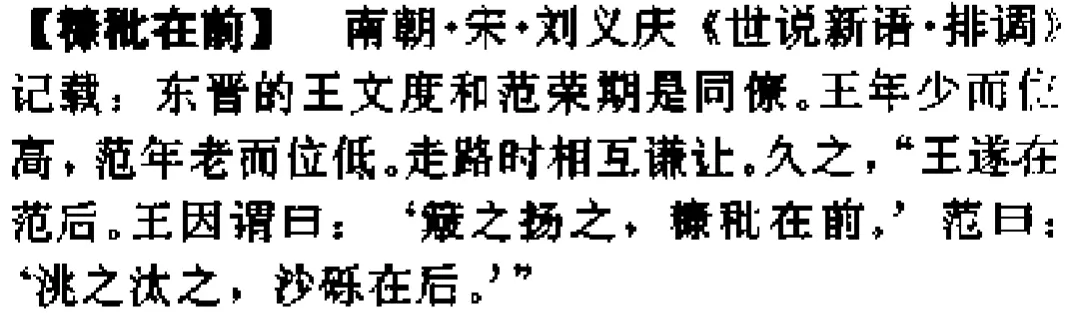 【糠秕在前】 南朝·宋·刘义庆《世说新语·排调》
记载：东晋的王文度和范荣期是同僚。王年少而位
高，范年老而位低。走路时相互谦让。久之，“王遂在
范后。王因谓曰：‘簸之扬之，糠秕在前，’范曰：
‘洮之汰之，沙砾在后。’”